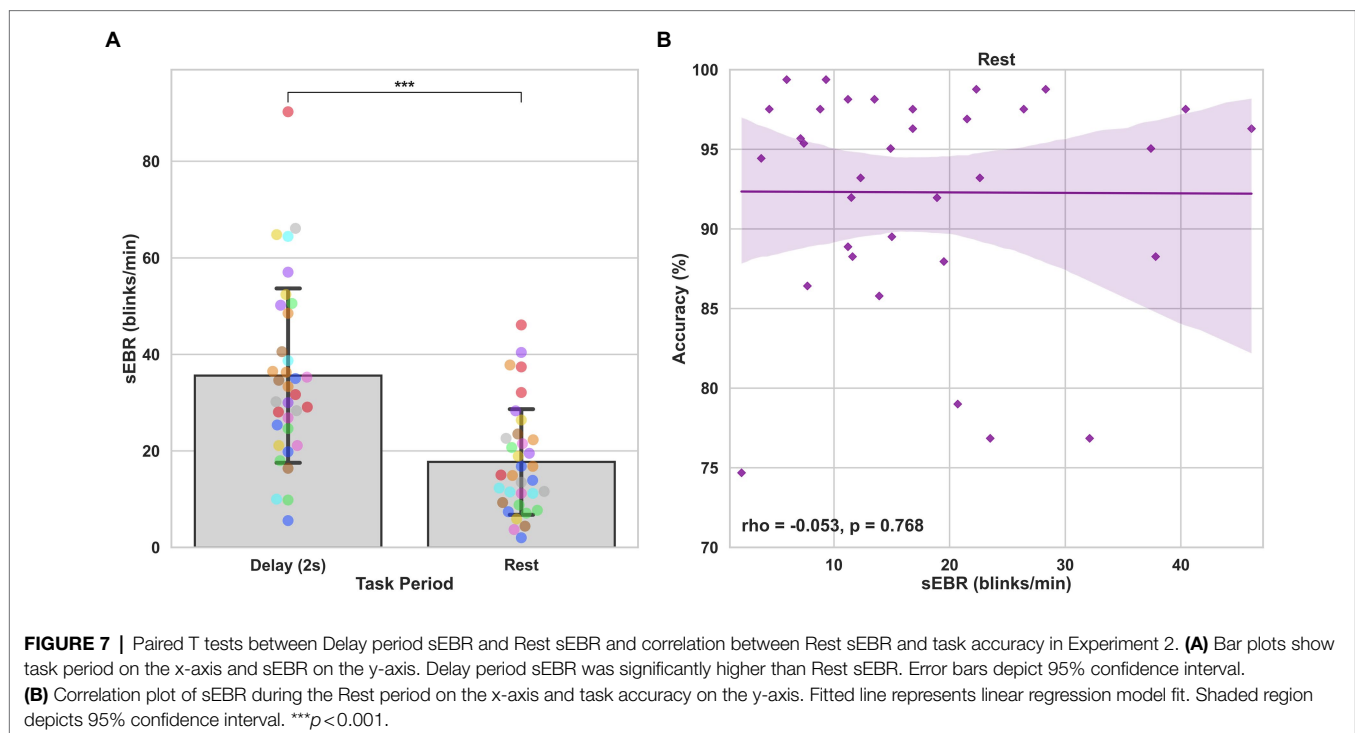 A
***
80
60
40
20
0
sEBR (blinks/min)
Delay (2s)
Rest
Task Period
B
Rest
100
95
90
85
80
75
70
Accuracy (%)
rho = -0.053, p = 0.768
10
20
30
40
sEBR (blinks/min)
FIGURE 7 | Paired T tests between Delay period sEBR and Rest sEBR and correlation between Rest sEBR and task accuracy in Experiment 2. (A) Bar plots show
task period on the x-axis and sEBR on the y-axis. Delay period sEBR was significantly higher than Rest sEBR. Error bars depict 95% confidence interval.
(B) Correlation plot of sEBR during the Rest period on the x-axis and task accuracy on the y-axis. Fitted line represents linear regression model fit. Shaded region
depicts 95% confidence interval. ***p<0.001.